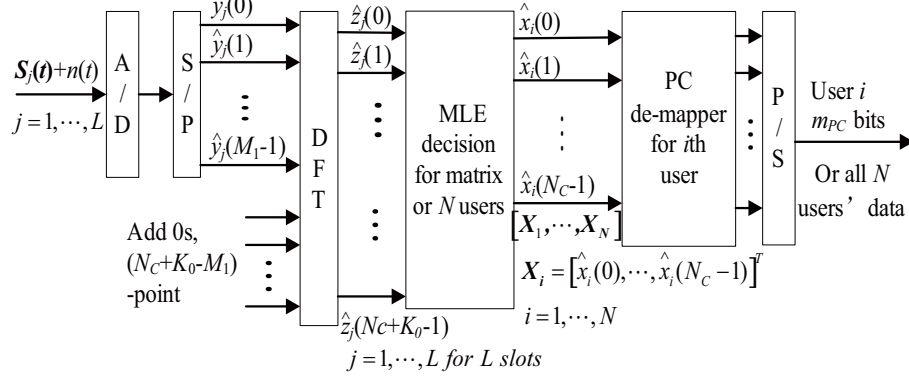 S_j(t)+n(t)
j=1,⋯,L
A
/
D
S
/
P
ŷ_j(0)
ŷ_j(1)
ŷ_j(M_1-1)
Add 0s,
(N_C+K_0-M_1)
-point
D
F
T
ẑ_j(0)
ẑ_j(1)
ẑ_j(Nc+K_0-1)
j=1,⋯,L for L slots
MLE
decision
for matrix
or N users
x̂_i(0)
x̂_i(1)
x̂_i(N_C-1)
[X_1,⋯,X_N]
X_i=[x̂_i(0),⋯,x̂_i(N_C-1)]^T
i=1,⋯,N
PC
de-mapper
for ith
user
P
/
S
User i
m_PC bits
Or all N
users' data